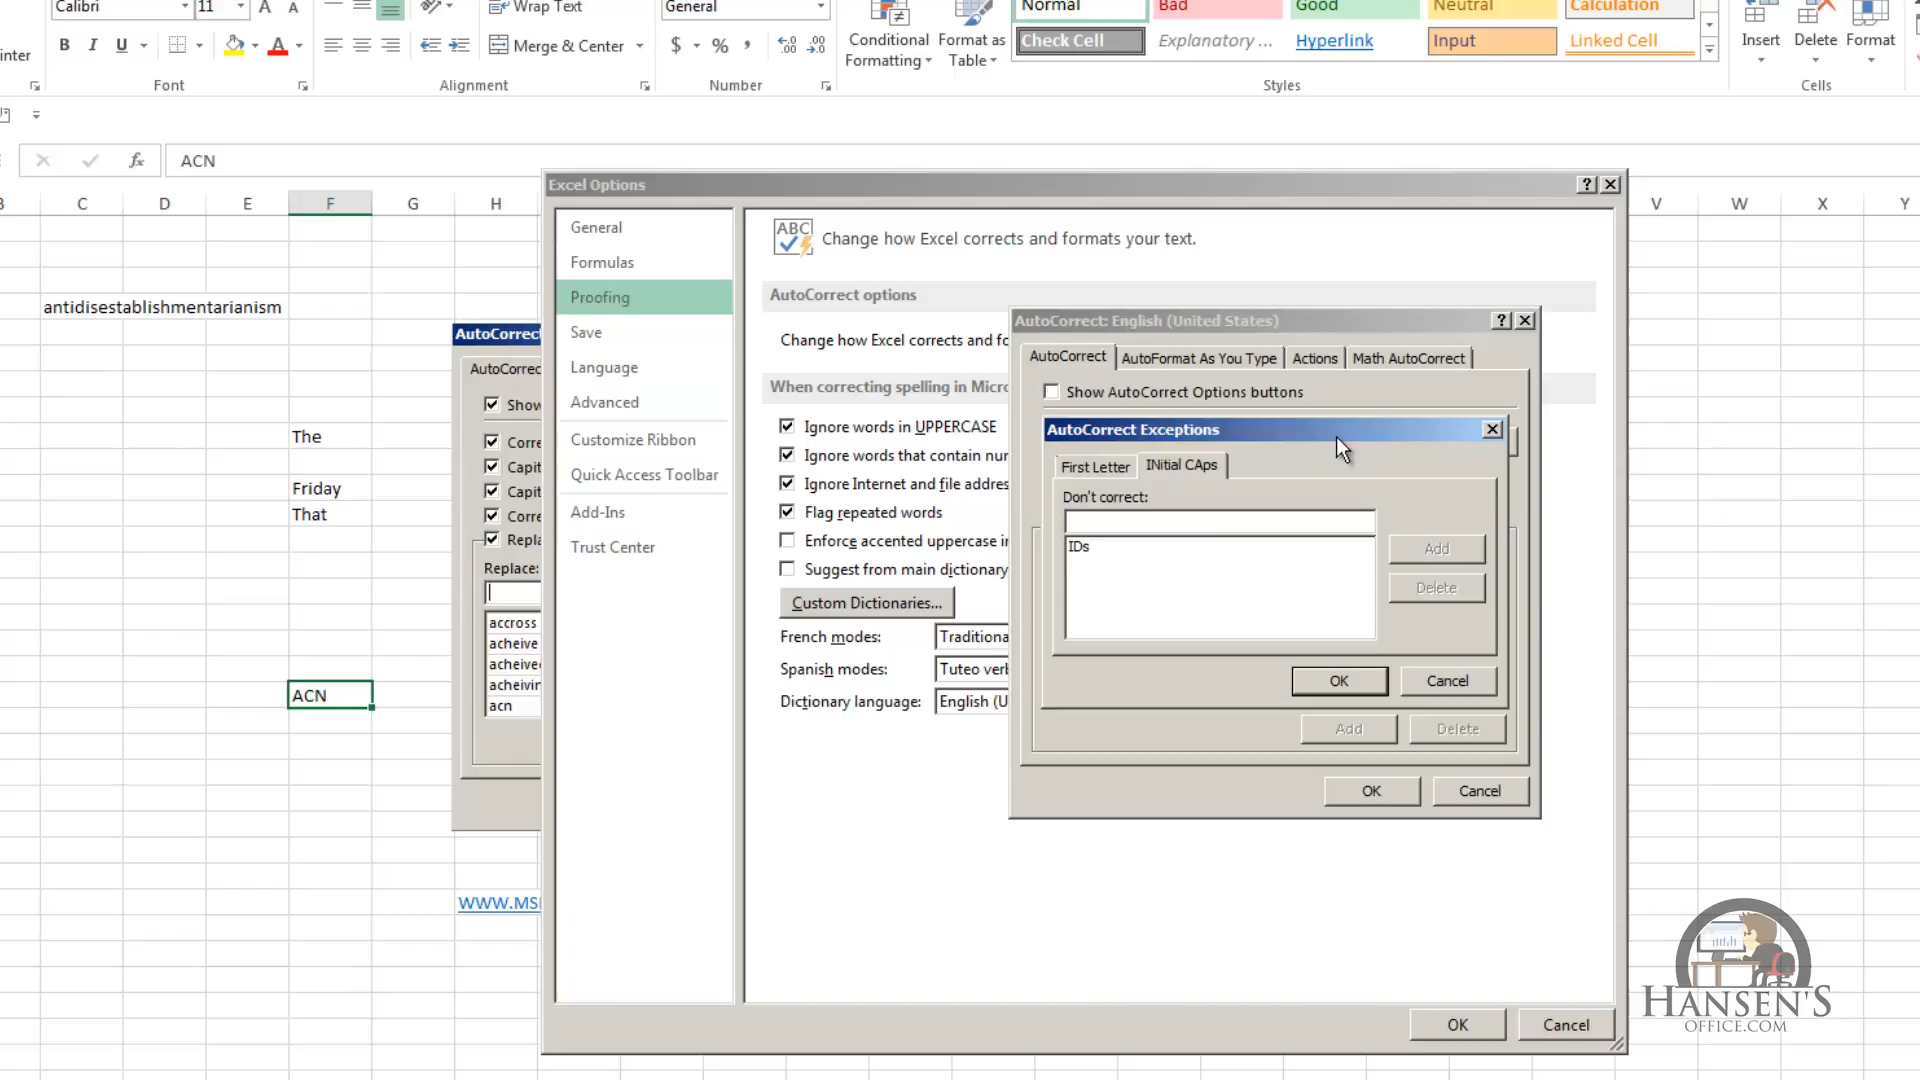 Calibri 11 A A Wrap Text General Normal Bad Good Neutral Calculation
inter B I U A Merge & Center $ % , Conditional Formatting Format as Table Check Cell Explanatory ... Hyperlink Input Linked Cell Insert Delete Format
Font Alignment Number Styles Cells
fx ACN
C D E F G H V W X Y
antidisestablishmentarianism
The
Friday
That
ACN
WWW.MS
AutoCorrect
AutoCorrec
Show
Corre
Capit
Capit
Corre
Repla
Replace:
accross
acheive
acheive
acheivin
acn
Excel Options
General
Formulas
Proofing
Save
Language
Advanced
Customize Ribbon
Quick Access Toolbar
Add-Ins
Trust Center
ABC Change how Excel corrects and formats your text.
AutoCorrect options
Change how Excel corrects and fo
When correcting spelling in Micro
Ignore words in UPPERCASE
Ignore words that contain num
Ignore Internet and file addres
Flag repeated words
Enforce accented uppercase in
Suggest from main dictionary
Custom Dictionaries...
French modes: Traditiona
Spanish modes: Tuteo verb
Dictionary language: English (U
AutoCorrect: English (United States)
AutoCorrect AutoFormat As You Type Actions Math AutoCorrect
Show AutoCorrect Options buttons
AutoCorrect Exceptions
First Letter INitial CAps
Don't correct:
IDs
Add
Delete
OK Cancel
Add Delete
OK Cancel
OK Cancel
HANSEN'S
OFFICE.COM